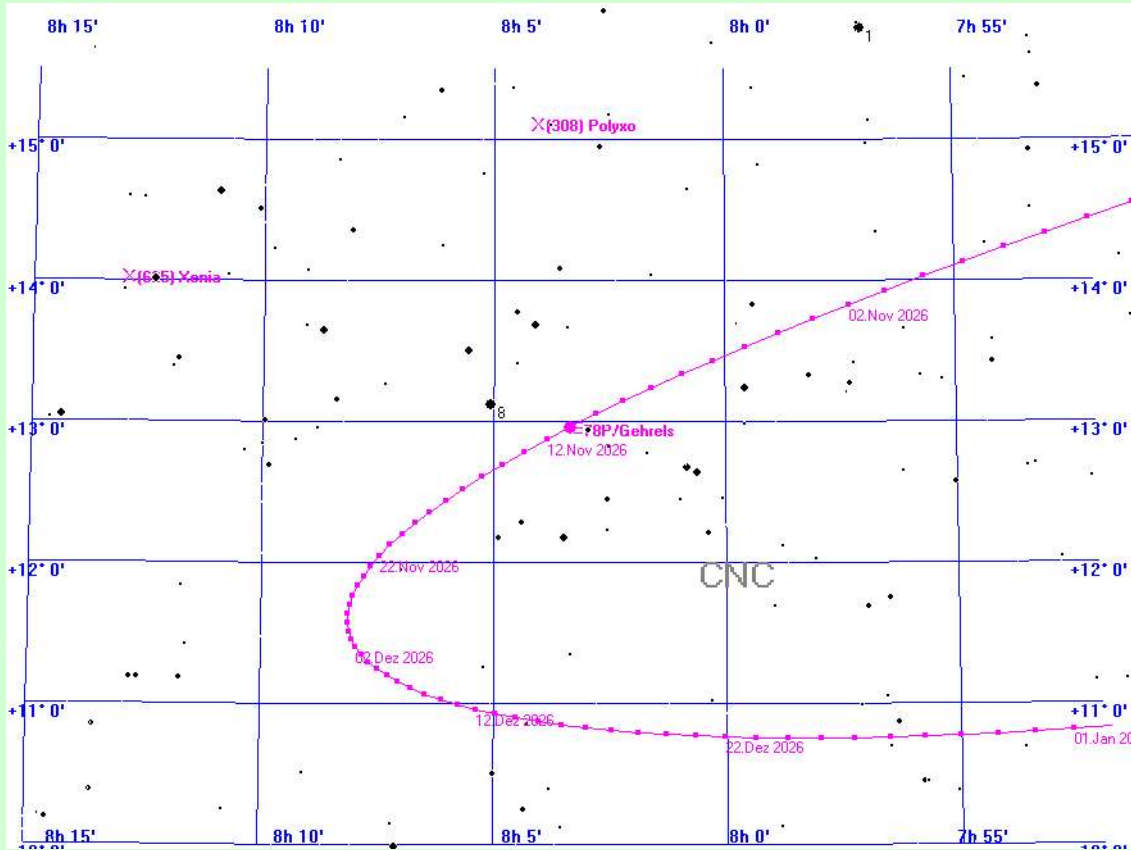 8h 15' 8h 10' 8h 5' 8h 0' 7h 55'
1
X(308) Polyxo
+15° 0' +15° 0'
+14° 0' +14° 0'
02.Nov 2026
8
+13° 0' +13° 0'
78P/Gehrels
12.Nov 2026
+12° 0' +12° 0'
22.Nov 2026
CNC
02.Dez 2026
+11° 0' +11° 0'
12.Dez 2026
22.Dez 2026
01.Jan
8h 15' 8h 10' 8h 5' 8h 0' 7h 55'